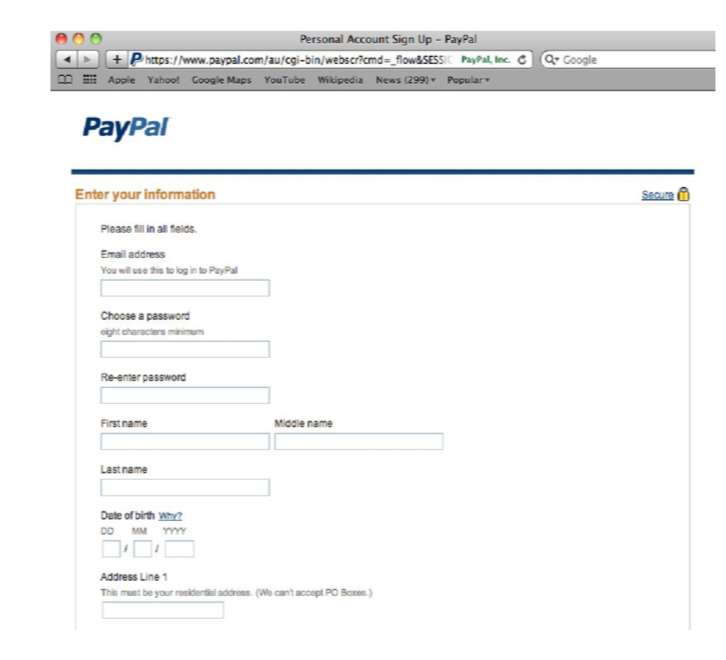 Personal Account Sign Up – PayPal
https://www.paypal.com/au/cgi-bin/webscr?cmd=_flow&SESSIO PayPal, Inc. Google
Apple Yahoo! Google Maps YouTube Wikipedia News (299) Popular
PayPal
Enter your information Secure
Please fill in all fields.
Email address
You will use this to log in to PayPal
Choose a password
eight characters minimum
Re-enter password
First name Middle name
Last name
Date of birth Why?
DD MM YYYY
/ /
Address Line 1
This must be your residential address. (We can't accept PO Boxes.)